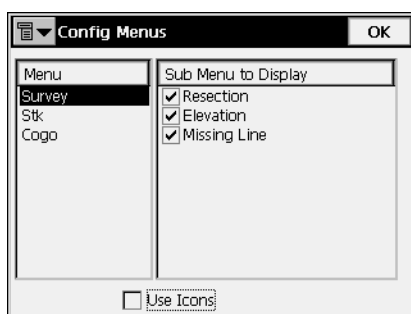 Config Menus
OK
Menu
Sub Menu to Display
Survey
Resection
Stk
Elevation
Cogo
Missing Line
Use Icons